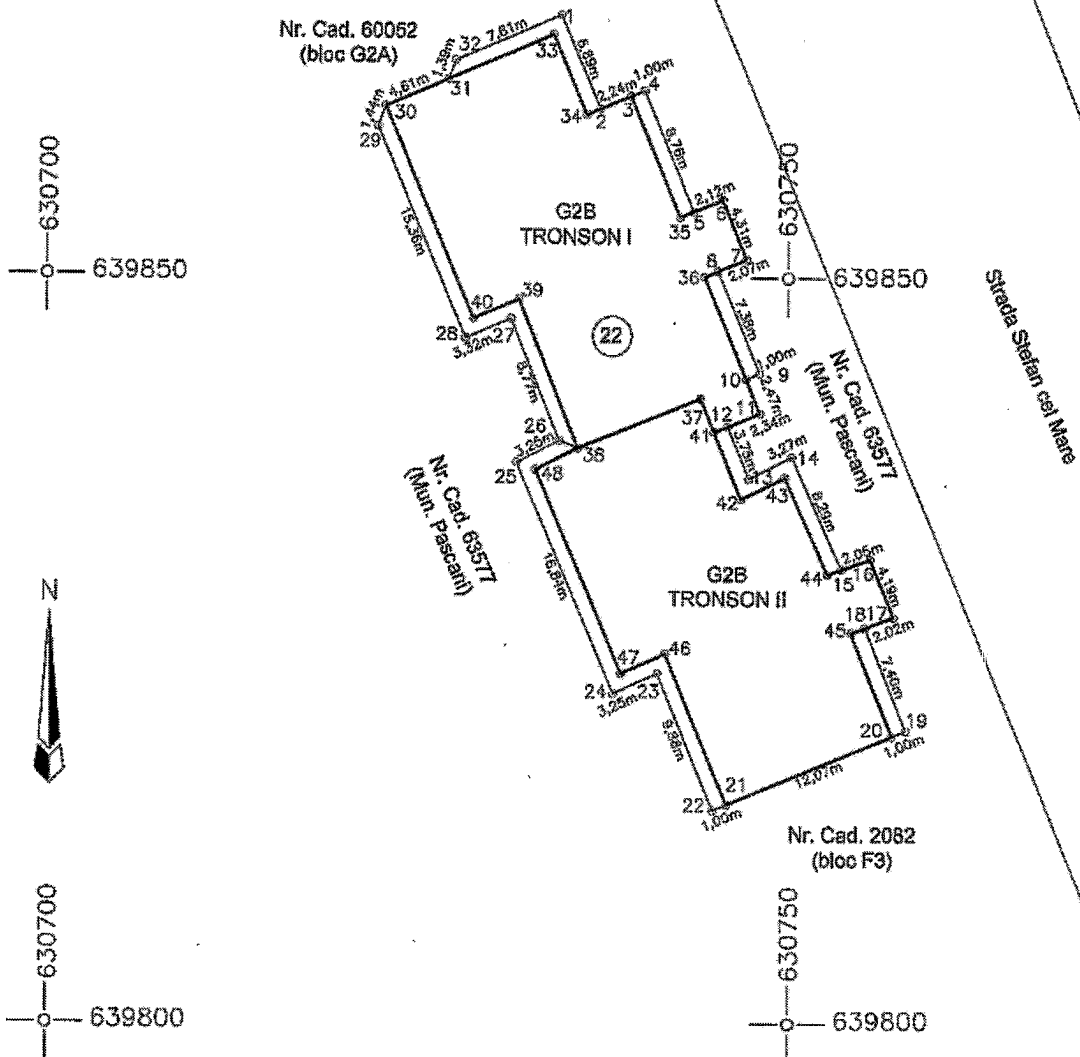 Nr. Cad. 60052
(bloc G2A)
1
7,61m
32
1,39m
33
6,89m
31
4,61m
30
1,44m
29
34
2
2,24m
3
1,00m
4
8,76m
630700
639850
G2B
TRONSON I
35
5
2,12m
6
4,31m
7
8
36
2,07m
630750
639850
Strada Stefan cel Mare
15,36m
39
40
28
27
3,32m
22
7,38m
1,00m
10
9
2,47m
11
2,34m
12
37
41
8,77m
26
3,25m
25
38
48
3,73m
13
3,27m
14
42
43
8,29m
Nr. Cad. 63577
(Mun. Pascani)
Nr. Cad. 63577
(Mun. Pascani)
16,84m
G2B
TRONSON II
44
15
2,05m
16
4,19m
17
18
45
2,02m
N
47
46
24
23
3,25m
7,40m
9,88m
20
19
1,00m
12,07m
21
22
1,00m
Nr. Cad. 2082
(bloc F3)
630700
639800
630750
639800